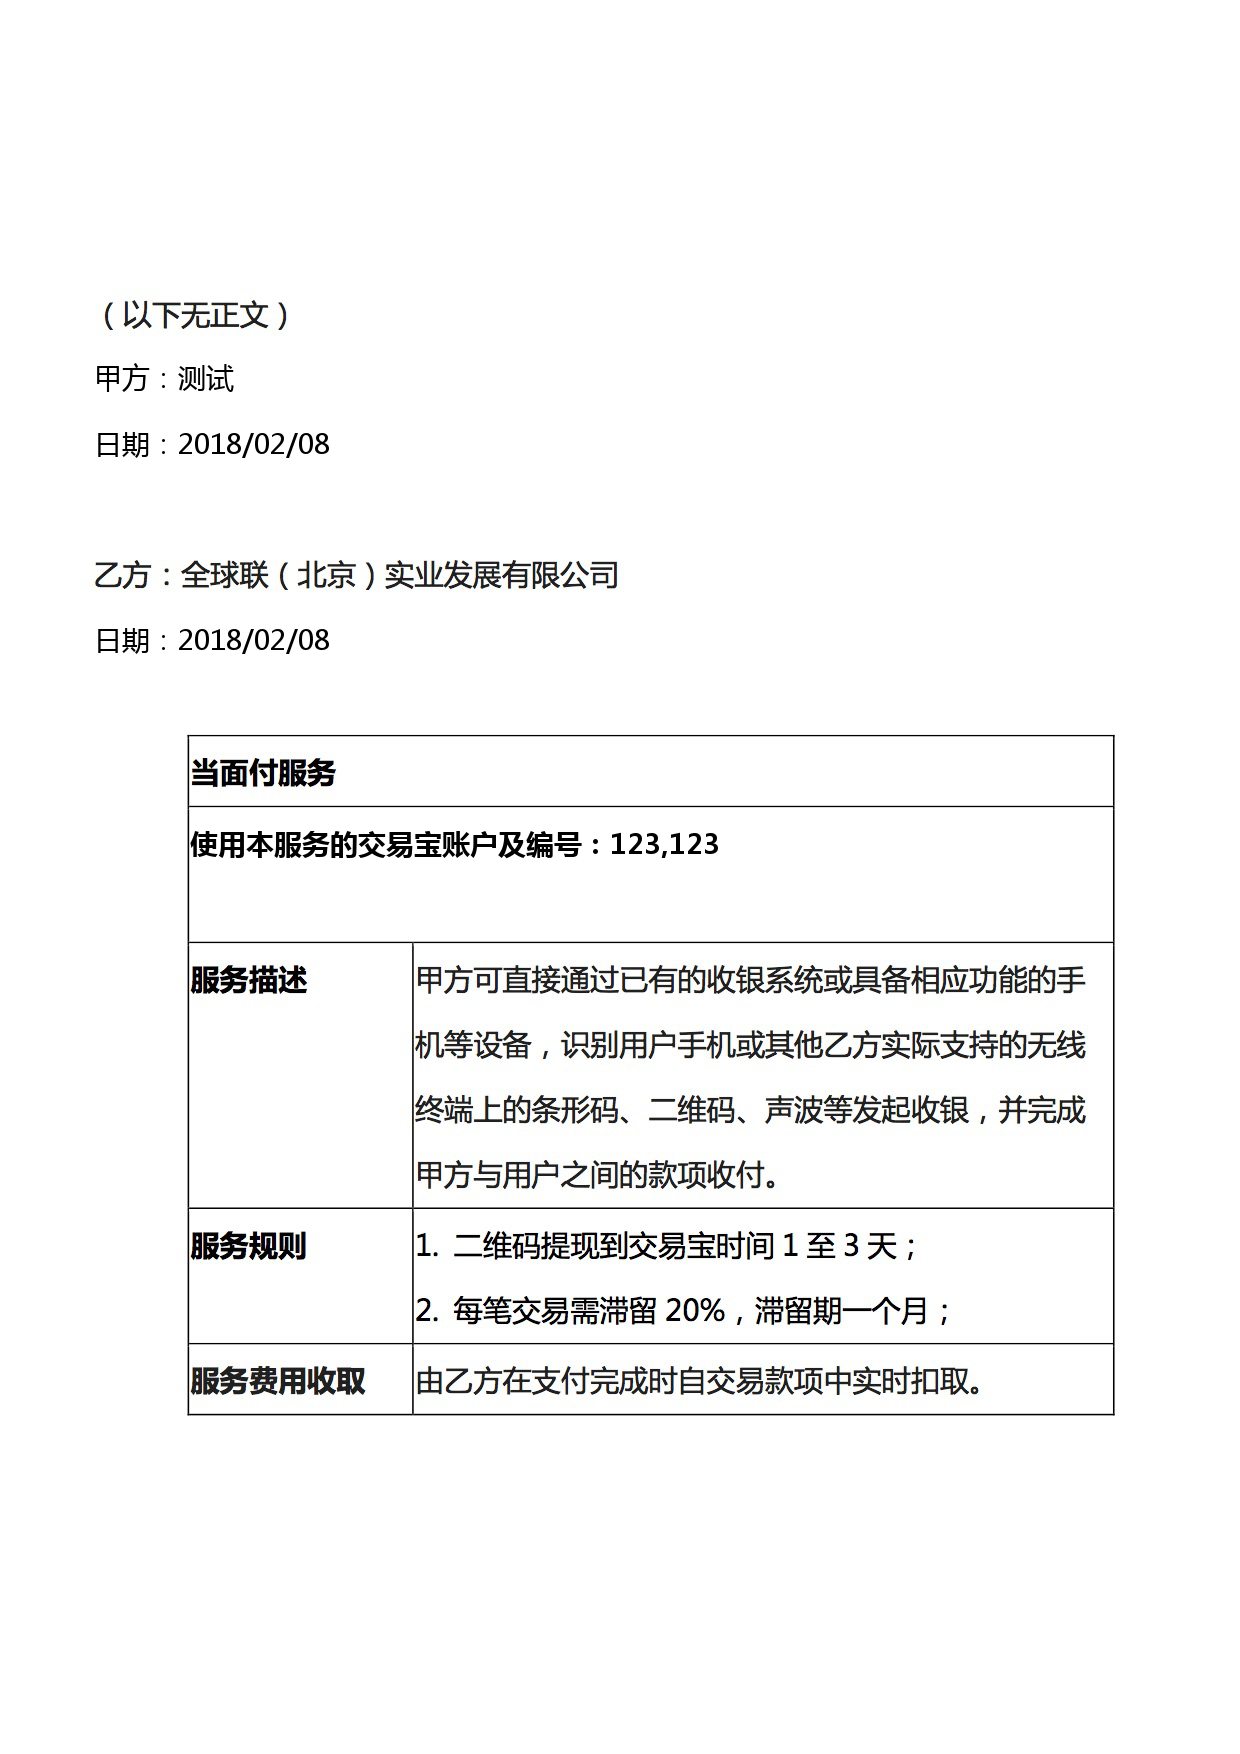 （以下无正文）
甲方：测试
日期：2018/02/08
乙方：全球联（北京）实业发展有限公司
日期：2018/02/08
当面付服务
使用本服务的交易宝账户及编号：123,123
服务描述
甲方可直接通过已有的收银系统或具备相应功能的手
机等设备，识别用户手机或其他乙方实际支持的无线
终端上的条形码、二维码、声波等发起收银，并完成
甲方与用户之间的款项收付。
服务规则
1. 二维码提现到交易宝时间 1 至 3 天；
2. 每笔交易需滞留 20%，滞留期一个月；
服务费用收取
由乙方在支付完成时自交易款项中实时扣取。